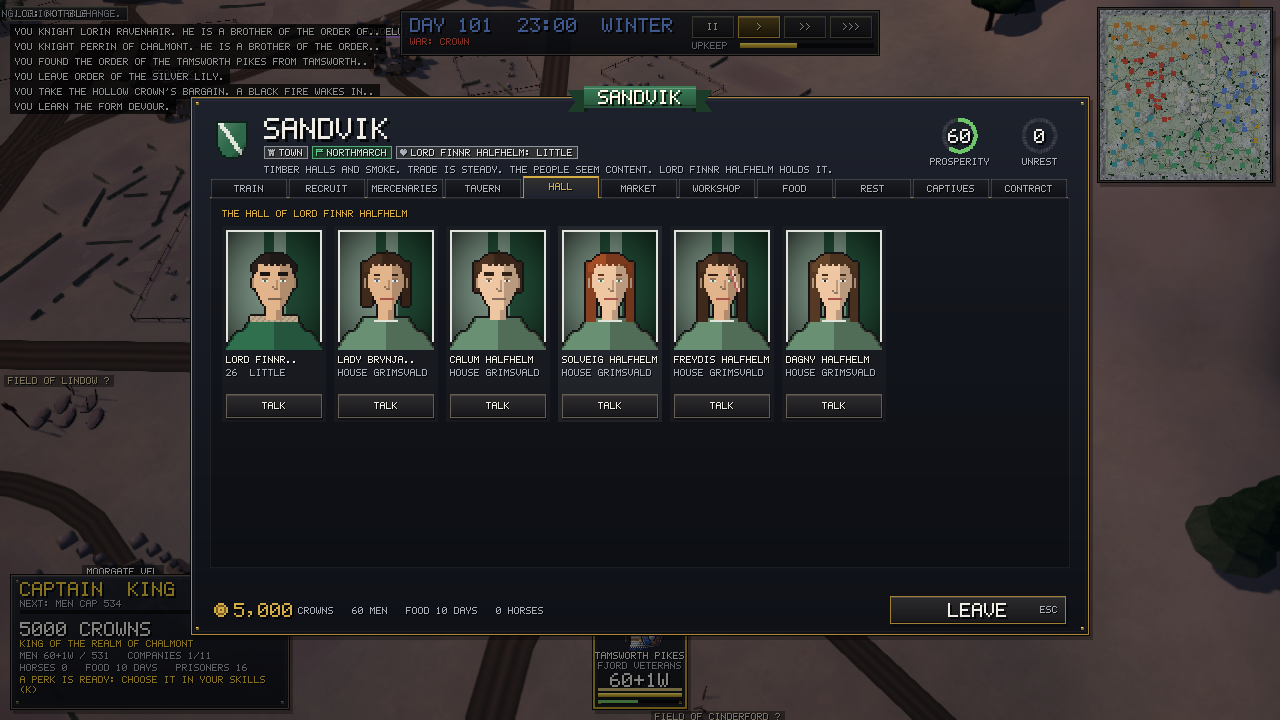 YOU KNIGHT LORIN RAVENHAIR. HE IS A BROTHER OF THE ORDER OF..
YOU KNIGHT PERRIN OF CHALMONT. HE IS A BROTHER OF THE ORDER..
YOU FOUND THE ORDER OF THE TAMSWORTH PIKES FROM TAMSWORTH..
YOU LEAVE ORDER OF THE SILVER LILY.
YOU TAKE THE HOLLOW CROWN'S BARGAIN. A BLACK FIRE WAKES IN..
YOU LEARN THE FORM DEVOUR.
DAY 101 23:00 WINTER
WAR: CROWN
II > >> >>>
UPKEEP
SANDVIK
SANDVIK
TOWN NORTHMARCH LORD FINNR HALFHELM: LITTLE
TIMBER HALLS AND SMOKE. TRADE IS STEADY. THE PEOPLE SEEM CONTENT. LORD FINNR HALFHELM HOLDS IT.
60 0
PROSPERITY UNREST
TRAIN RECRUIT MERCENARIES TAVERN HALL MARKET WORKSHOP FOOD REST CAPTIVES CONTRACT
THE HALL OF LORD FINNR HALFHELM
LORD FINNR.. LADY BRYNJA.. CALUM HALFHELM SOLVEIG HALFHELM FREYDIS HALFHELM DAGNY HALFHELM
26 LITTLE HOUSE GRIMSVALD HOUSE GRIMSVALD HOUSE GRIMSVALD HOUSE GRIMSVALD HOUSE GRIMSVALD
TALK TALK TALK TALK TALK TALK
FIELD OF LINDOW ?
5,000 CROWNS 60 MEN FOOD 10 DAYS 0 HORSES
LEAVE ESC
CAPTAIN KING
NEXT: MEN CAP 534
5000 CROWNS
KING OF THE REALM OF CHALMONT
MEN 60+1W / 531 COMPANIES 1/11
HORSES 0 FOOD 10 DAYS PRISONERS 16
A PERK IS READY: CHOOSE IT IN YOUR SKILLS
(K)
TAMSWORTH PIKES
FJORD VETERANS
60+1W
FIELD OF CINDERFORD ?